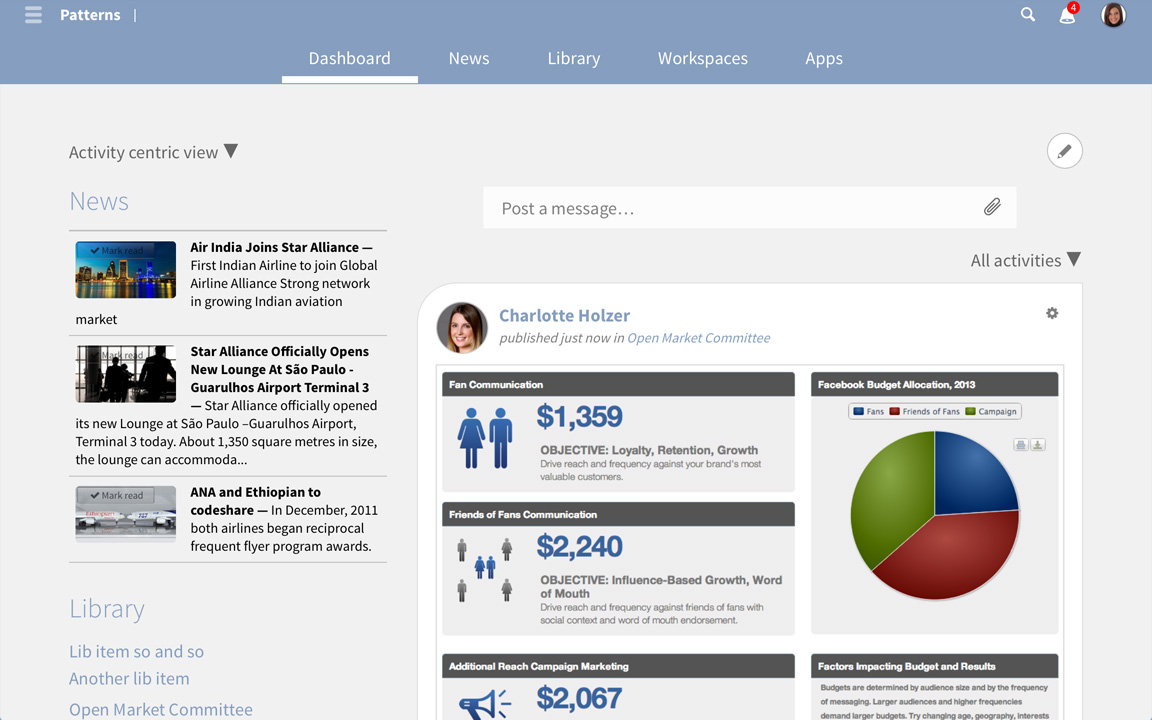 Patterns |
4
Dashboard News Library Workspaces Apps
Activity centric view ▼
News
Mark read
Air India Joins Star Alliance —
First Indian Airline to join Global
Airline Alliance Strong network
in growing Indian aviation
market
Mark read
Star Alliance Officially Opens
New Lounge At São Paulo -
Guarulhos Airport Terminal 3
— Star Alliance officially opened
its new Lounge at São Paulo –Guarulhos Airport,
Terminal 3 today. About 1,350 square metres in size,
the lounge can accommoda...
Mark read
ANA and Ethiopian to
codeshare — In December, 2011
both airlines began reciprocal
frequent flyer program awards.
Library
Lib item so and so
Another lib item
Open Market Committee
Post a message…
All activities ▼
Charlotte Holzer
published just now in Open Market Committee
Fan Communication
$1,359
OBJECTIVE: Loyalty, Retention, Growth
Drive reach and frequency against your brand's most
valuable customers.
Friends of Fans Communication
$2,240
OBJECTIVE: Influence-Based Growth, Word
of Mouth
Drive reach and frequency against friends of fans with
social context and word of mouth endorsement.
Additional Reach Campaign Marketing
$2,067
Facebook Budget Allocation, 2013
Fans Friends of Fans Campaign
Factors Impacting Budget and Results
Budgets are determined by audience size and by the frequency
of messaging. Larger audiences and higher frequencies
demand larger budgets. Try changing age, geography, interests